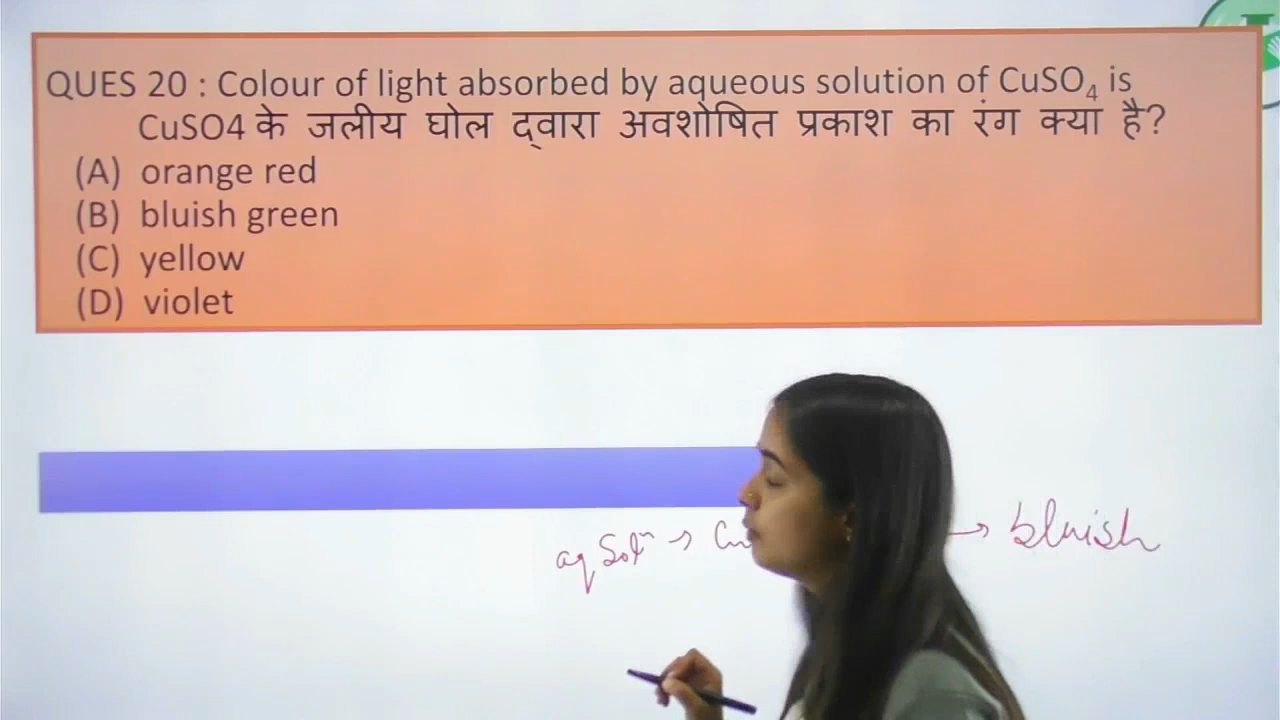 QUES 20 : Colour of light absorbed by aqueous solution of CuSO₄ is
CuSO4 के जलीय घोल द्वारा अवशोषित प्रकाश का रंग क्या है?
(A) orange red
(B) bluish green
(C) yellow
(D) violet
aq Solⁿ → Cu → bluish